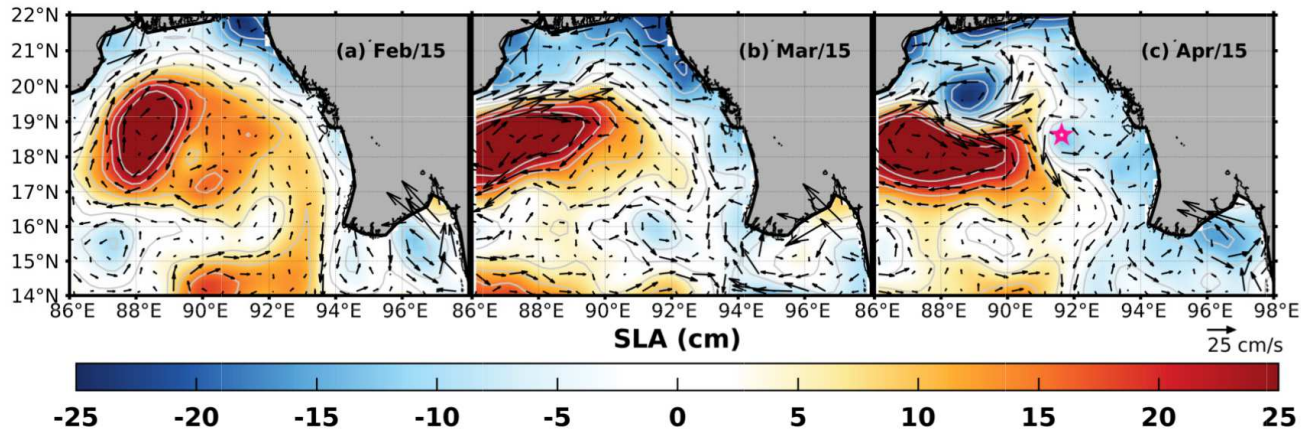 22°N
21°N
20°N
19°N
18°N
17°N
16°N
15°N
14°N
(a) Feb/15
(b) Mar/15
(c) Apr/15
86°E 88°E 90°E 92°E 94°E 96°E 86°E 88°E 90°E 92°E 94°E 96°E 86°E 88°E 90°E 92°E 94°E 96°E 98°E
SLA (cm)
25 cm/s
-25 -20 -15 -10 -5 0 5 10 15 20 25